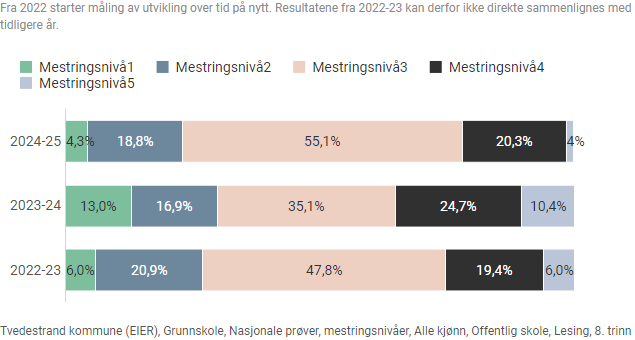 Fra 2022 starter måling av utvikling over tid på nytt. Resultatene fra 2022-23 kan derfor ikke direkte sammenlignes med
tidligere år.
Mestringsnivå1 Mestringsnivå2 Mestringsnivå3 Mestringsnivå4
Mestringsnivå5
2024-25 4,3% 18,8% 55,1% 20,3% 4%
2023-24 13,0% 16,9% 35,1% 24,7% 10,4%
2022-23 6,0% 20,9% 47,8% 19,4% 6,0%
Tvedestrand kommune (EIER), Grunnskole, Nasjonale prøver, mestringsnivåer, Alle kjønn, Offentlig skole, Lesing, 8. trinn